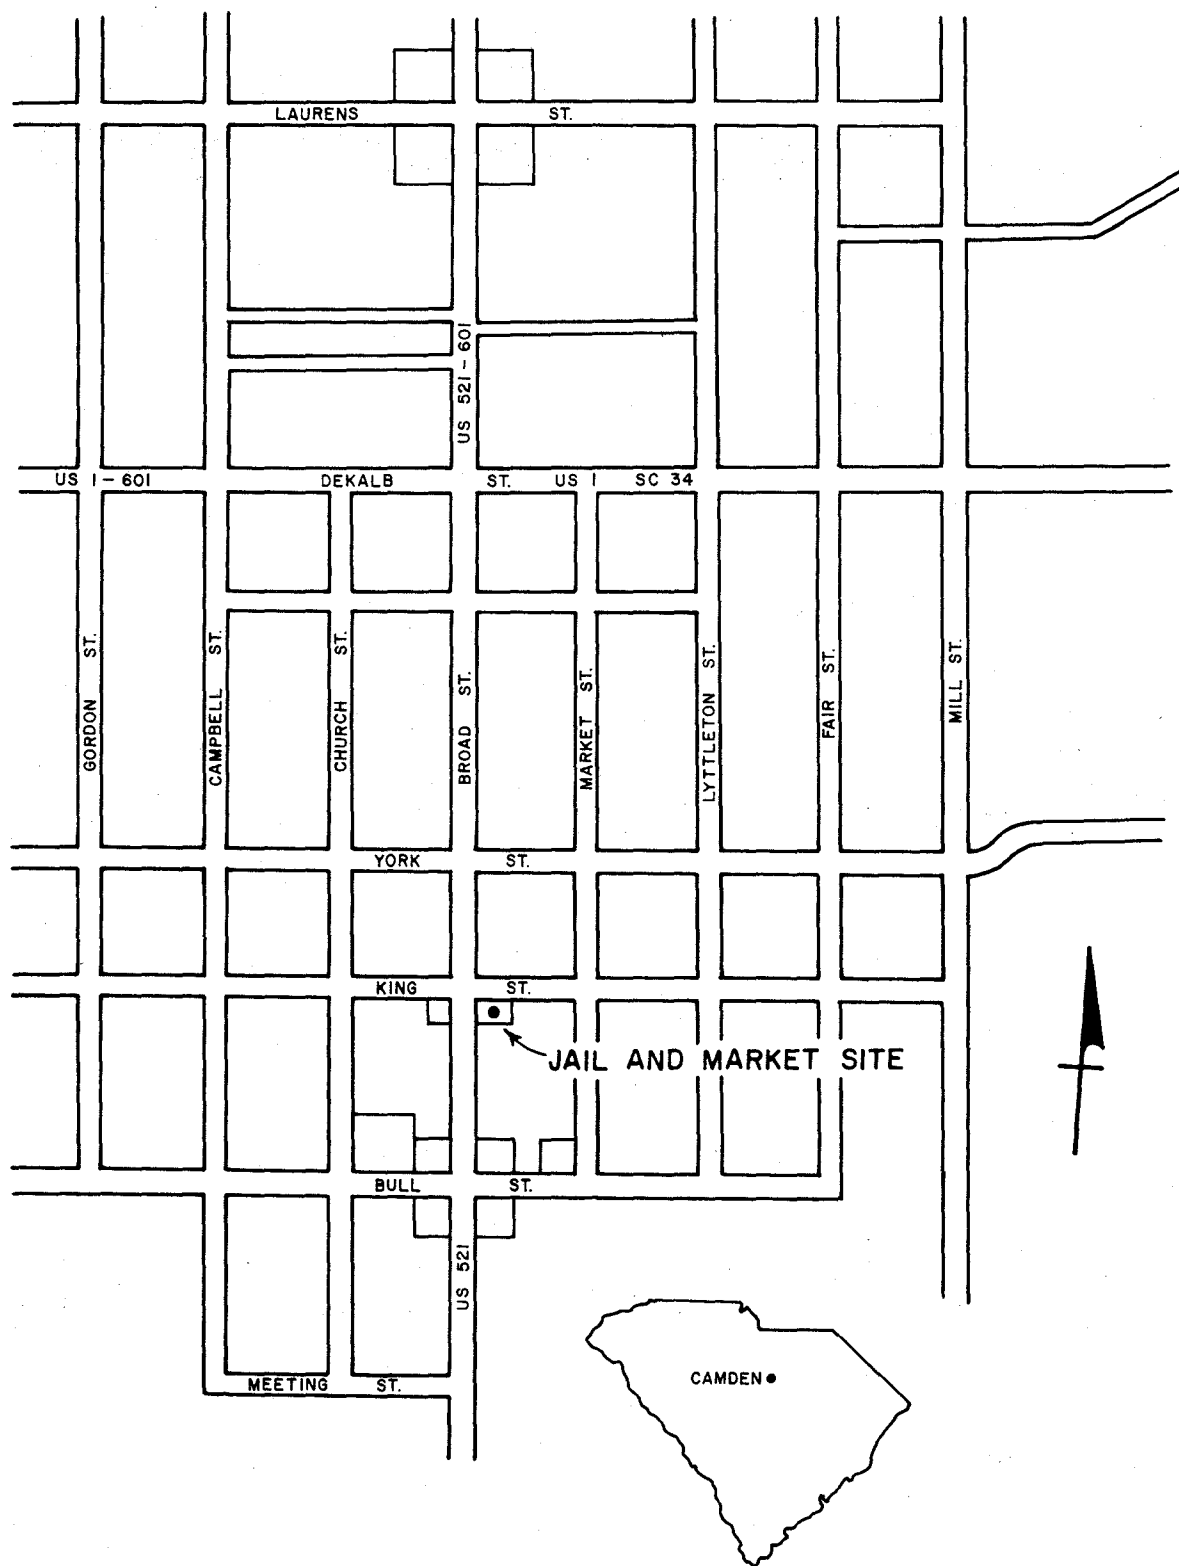 LAURENS ST.
US 521-601
US 1-601 DEKALB ST. US 1 SC 34
GORDON ST.
CAMPBELL ST.
CHURCH ST.
BROAD ST.
MARKET ST.
LYTTLETON ST.
FAIR ST.
MILL ST.
YORK ST.
KING ST.
JAIL AND MARKET SITE
BULL ST.
US 521
MEETING ST.
CAMDEN